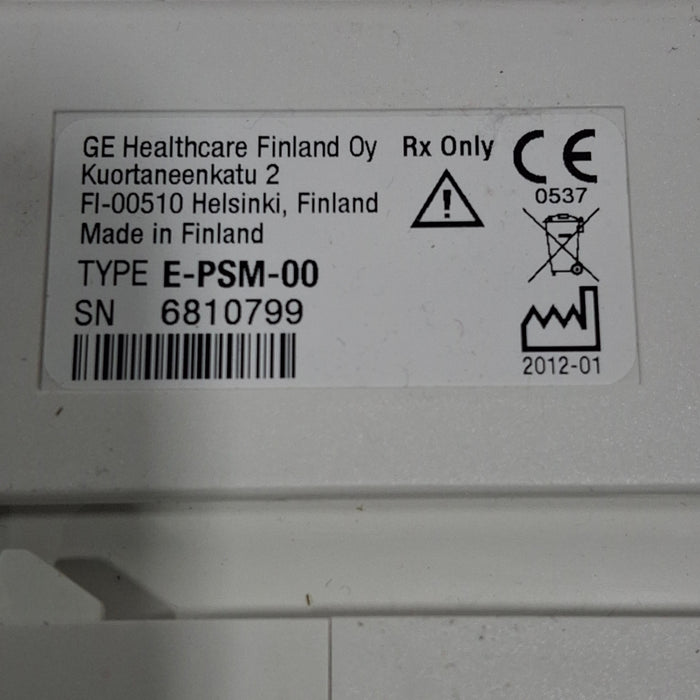 GE Healthcare Finland Oy
Kuortaneenkatu 2
FI-00510 Helsinki, Finland
Made in Finland
TYPE E-PSM-00
SN 6810799
Rx Only
CE
0537
2012-01